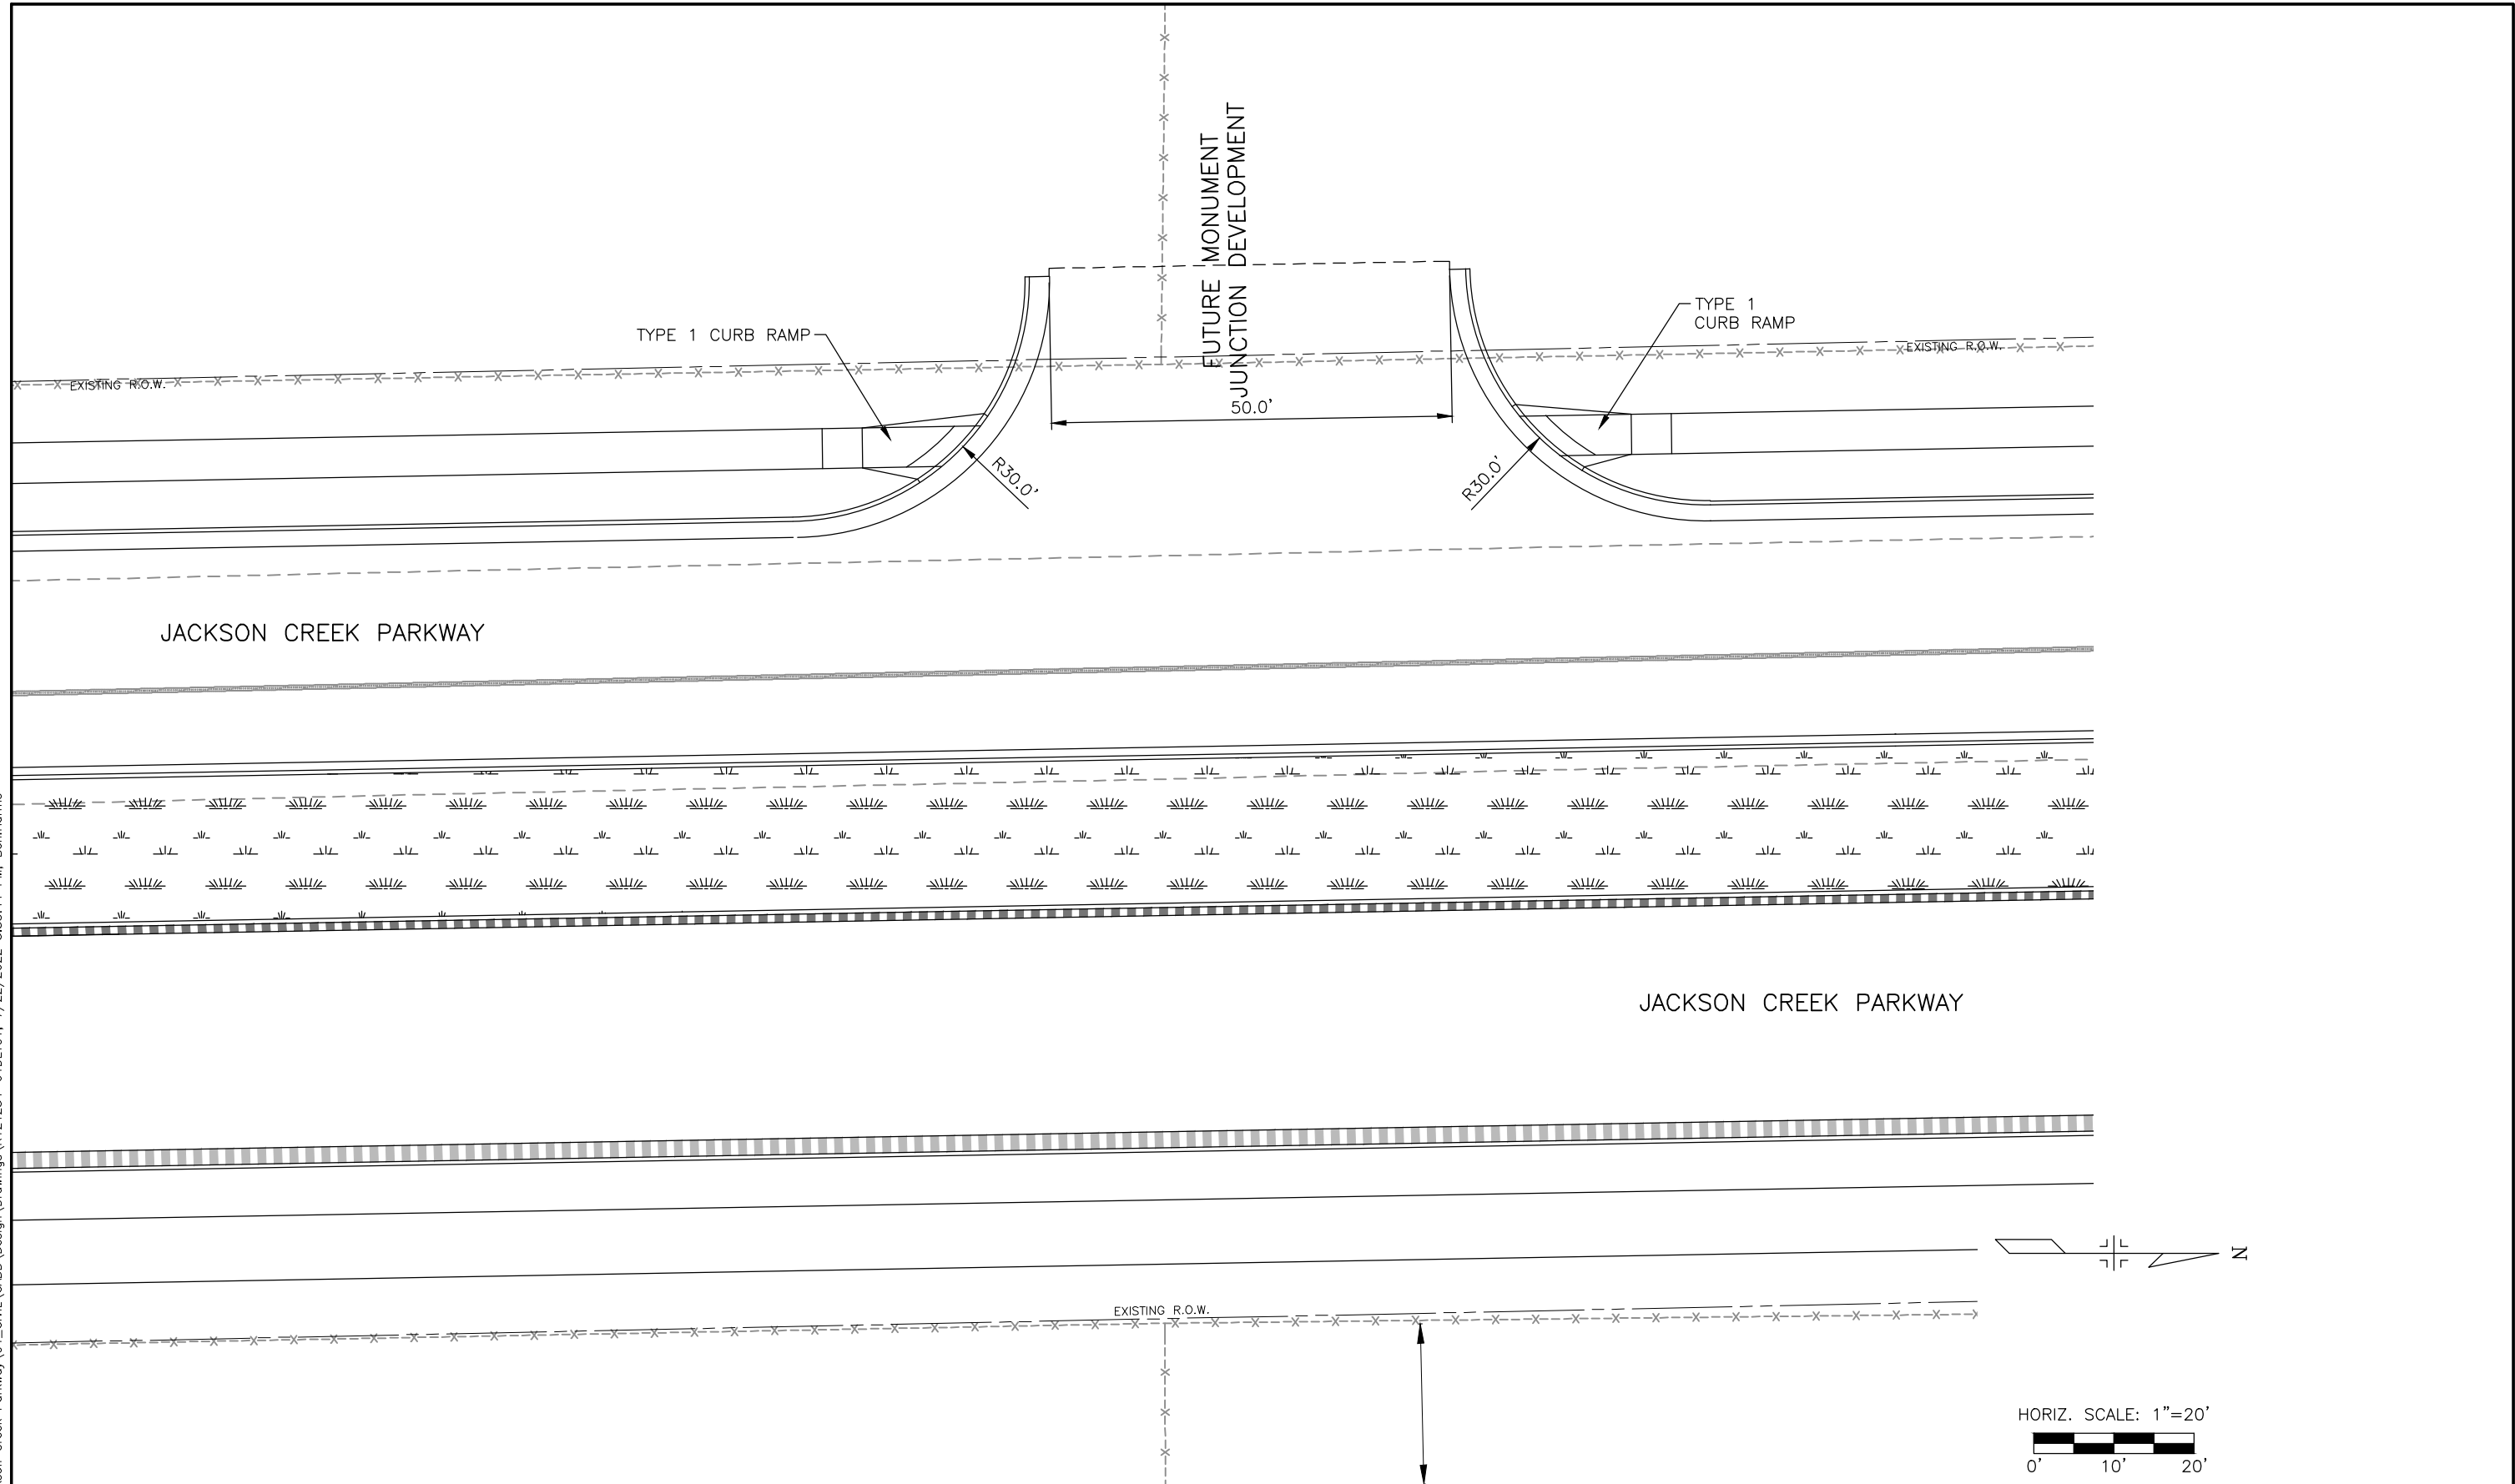 FUTURE MONUMENT
JUNCTION DEVELOPMENT
TYPE 1
CURB RAMP
TYPE 1 CURB RAMP
EXISTING R.O.W.
EXISTING R.O.W.
50.0'
R30.0'
R30.0'
JACKSON CREEK PARKWAY
JACKSON CREEK PARKWAY
N
EXISTING R.O.W.
HORIZ. SCALE: 1"=20'
0' 10' 20'